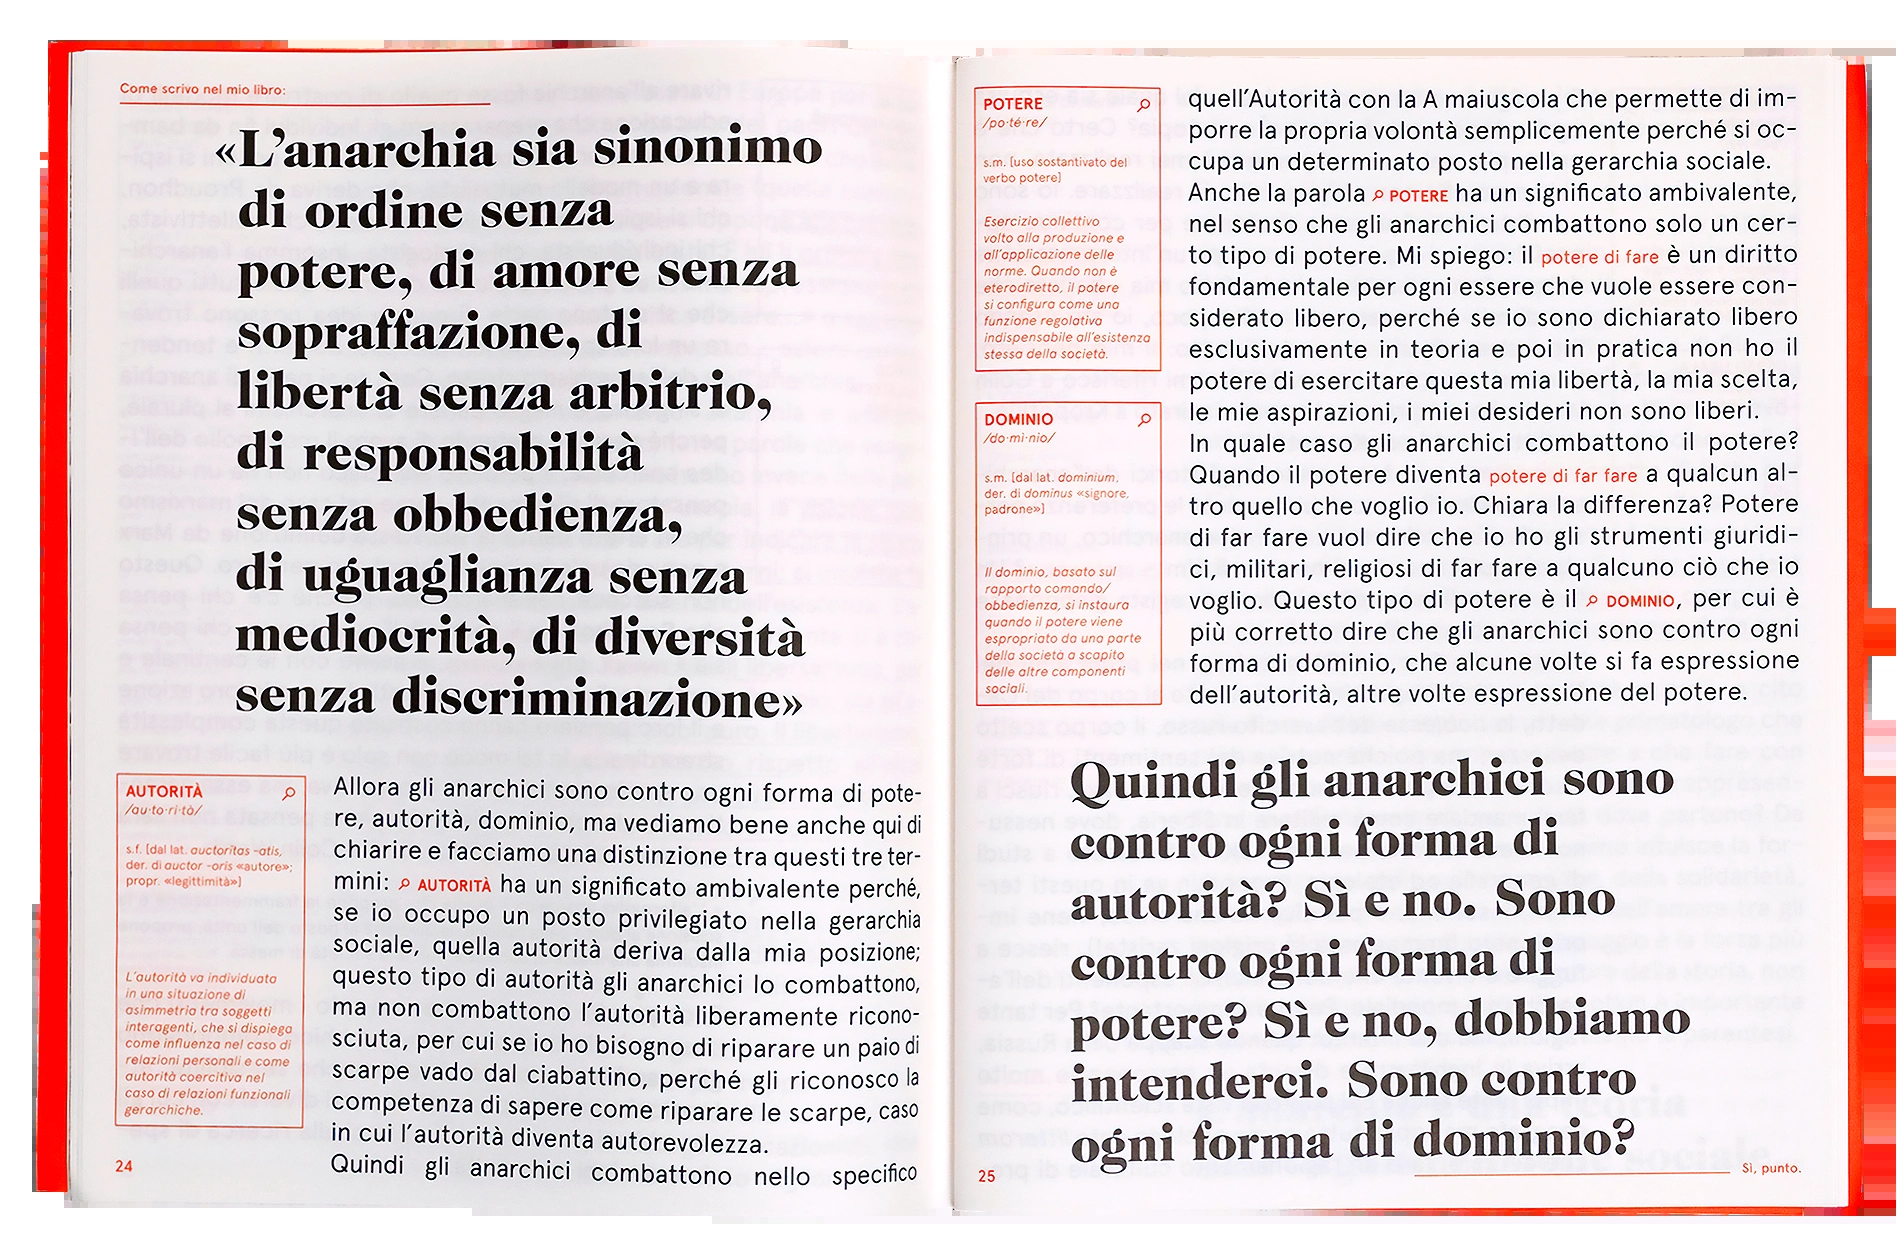 Come scrivo nel mio libro:
«L'anarchia sia sinonimo
di ordine senza
potere, di amore senza
sopraffazione, di
libertà senza arbitrio,
di responsabilità
senza obbedienza,
di uguaglianza senza
mediocrità, di diversità
senza discriminazione»
AUTORITÀ
/au·to·ri·tà/
s.f. [dal lat. auctoritas -atis,
der. di auctor -oris «autore»;
propr. «legittimità»]
L'autorità va individuata
in una situazione di
asimmetria tra soggetti
interagenti, che si dispiega
come influenza nel caso di
relazioni personali e come
autorità coercitiva nel
caso di relazioni funzionali
gerarchiche.
Allora gli anarchici sono contro ogni forma di pote-
re, autorità, dominio, ma vediamo bene anche qui di
chiarire e facciamo una distinzione tra questi tre ter-
mini: AUTORITÀ ha un significato ambivalente perché,
se io occupo un posto privilegiato nella gerarchia
sociale, quella autorità deriva dalla mia posizione;
questo tipo di autorità gli anarchici lo combattono,
ma non combattono l'autorità liberamente ricono-
sciuta, per cui se io ho bisogno di riparare un paio di
scarpe vado dal ciabattino, perché gli riconosco la
competenza di sapere come riparare le scarpe, caso
in cui l'autorità diventa autorevolezza.
Quindi gli anarchici combattono nello specifico
24
POTERE
/po·té·re/
s.m. [uso sostantivato del
verbo potere]
Esercizio collettivo
volto alla produzione e
all'applicazione delle
norme. Quando non è
eterodiretto, il potere
si configura come una
funzione regolativa
indispensabile all'esistenza
stessa della società.
DOMINIO
/do·mì·nio/
s.m. [dal lat. dominium,
der. di dominus «signore,
padrone»]
Il dominio, basato sul
rapporto comando/
obbedienza, si instaura
quando il potere viene
espropriato da una parte
della società a scapito
delle altre componenti
sociali.
quell'Autorità con la A maiuscola che permette di im-
porre la propria volontà semplicemente perché si oc-
cupa un determinato posto nella gerarchia sociale.
Anche la parola POTERE ha un significato ambivalente,
nel senso che gli anarchici combattono solo un cer-
to tipo di potere. Mi spiego: il potere di fare è un diritto
fondamentale per ogni essere che vuole essere con-
siderato libero, perché se io sono dichiarato libero
esclusivamente in teoria e poi in pratica non ho il
potere di esercitare questa mia libertà, la mia scelta,
le mie aspirazioni, i miei desideri non sono liberi.
In quale caso gli anarchici combattono il potere?
Quando il potere diventa potere di far fare a qualcun al-
tro quello che voglio io. Chiara la differenza? Potere
di far fare vuol dire che io ho gli strumenti giuridi-
ci, militari, religiosi di far fare a qualcuno ciò che io
voglio. Questo tipo di potere è il DOMINIO, per cui è
più corretto dire che gli anarchici sono contro ogni
forma di dominio, che alcune volte si fa espressione
dell'autorità, altre volte espressione del potere.
Quindi gli anarchici sono
contro ogni forma di
autorità? Sì e no. Sono
contro ogni forma di
potere? Sì e no, dobbiamo
intenderci. Sono contro
ogni forma di dominio?
Sì, punto.
25